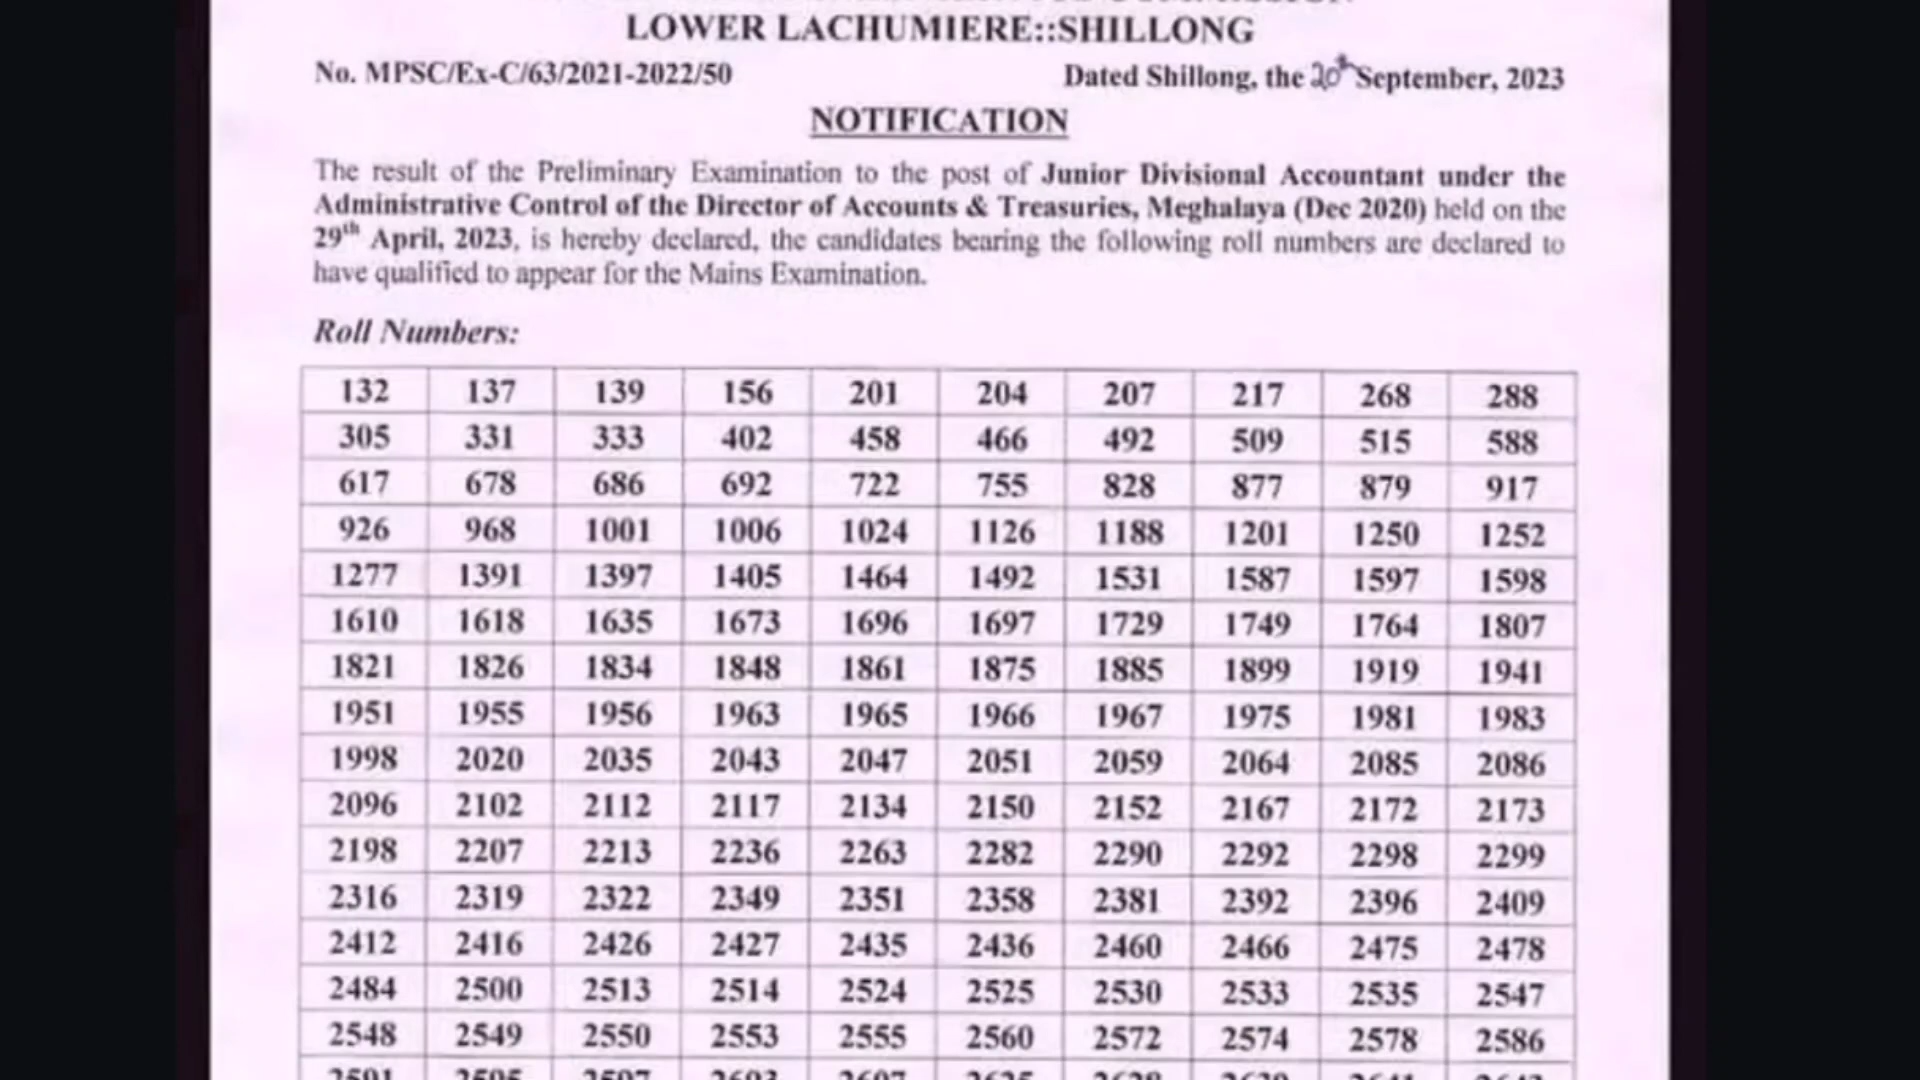 LOWER LACHUMIERE::SHILLONG
No. MPSC/Ex-C/63/2021-2022/50 Dated Shillong, the 20th September, 2023
NOTIFICATION
The result of the Preliminary Examination to the post of Junior Divisional Accountant under the
Administrative Control of the Director of Accounts & Treasuries, Meghalaya (Dec 2020) held on the
29th April, 2023, is hereby declared, the candidates bearing the following roll numbers are declared to
have qualified to appear for the Mains Examination.
Roll Numbers:
132 137 139 156 201 204 207 217 268 288
305 331 333 402 458 466 492 509 515 588
617 678 686 692 722 755 828 877 879 917
926 968 1001 1006 1024 1126 1188 1201 1250 1252
1277 1391 1397 1405 1464 1492 1531 1587 1597 1598
1610 1618 1635 1673 1696 1697 1729 1749 1764 1807
1821 1826 1834 1848 1861 1875 1885 1899 1919 1941
1951 1955 1956 1963 1965 1966 1967 1975 1981 1983
1998 2020 2035 2043 2047 2051 2059 2064 2085 2086
2096 2102 2112 2117 2134 2150 2152 2167 2172 2173
2198 2207 2213 2236 2263 2282 2290 2292 2298 2299
2316 2319 2322 2349 2351 2358 2381 2392 2396 2409
2412 2416 2426 2427 2435 2436 2460 2466 2475 2478
2484 2500 2513 2514 2524 2525 2530 2533 2535 2547
2548 2549 2550 2553 2555 2560 2572 2574 2578 2586